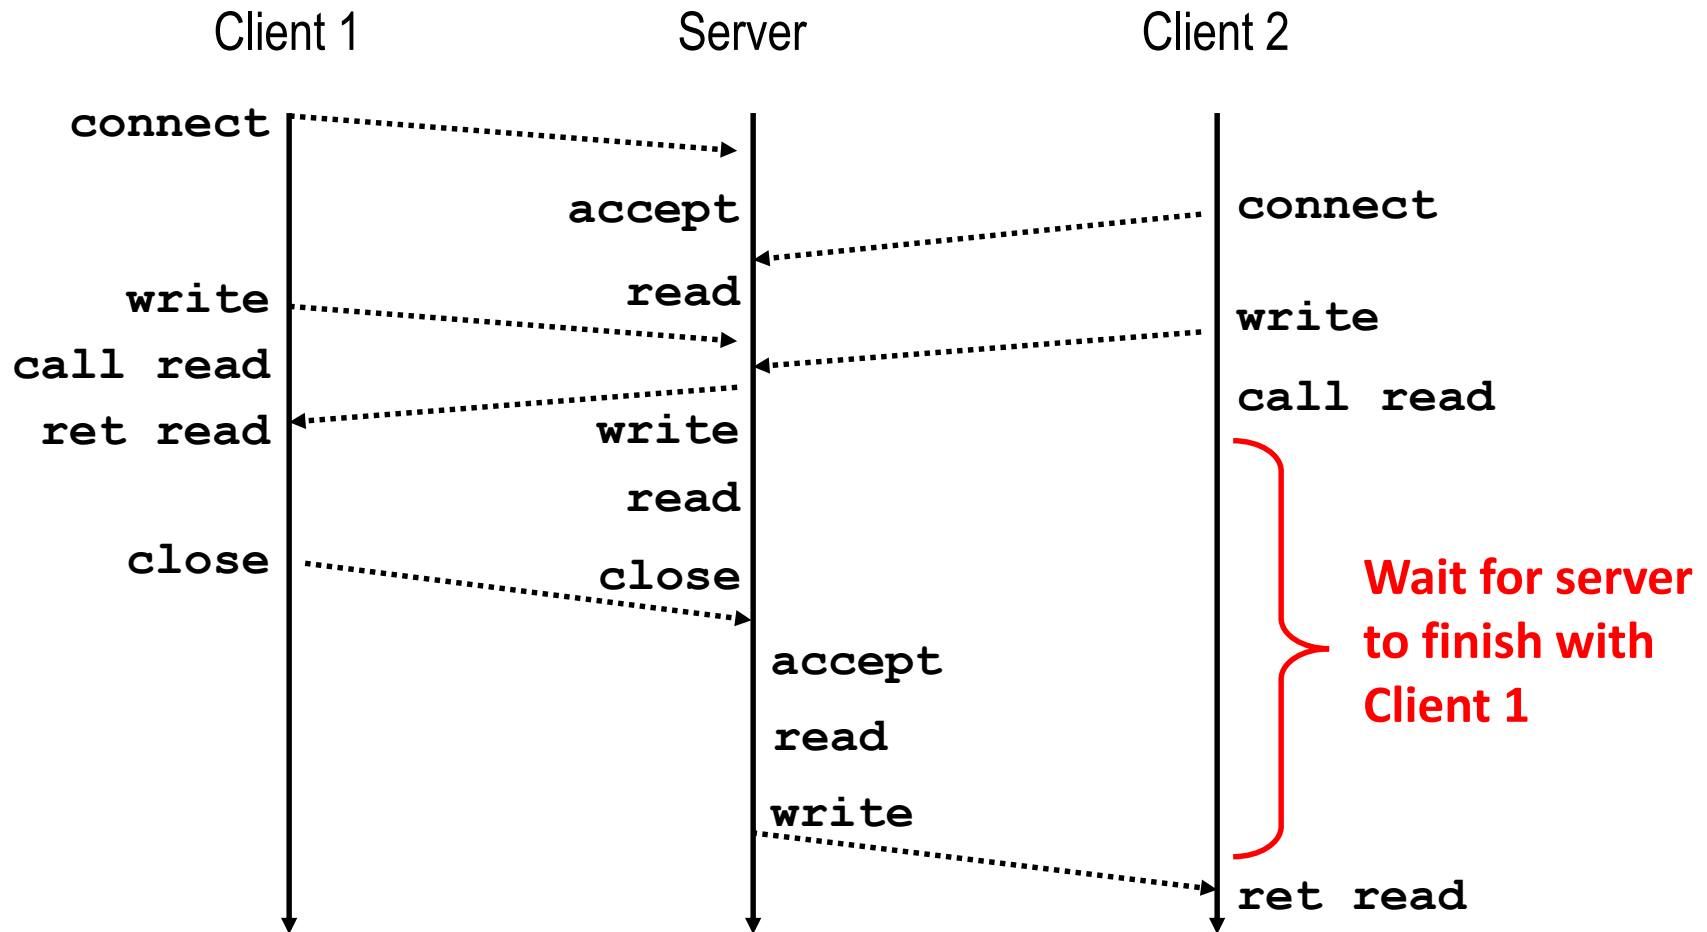 Client 1
Server
Client 2
connect
accept
connect
read
write
write
call read
call read
ret read
write
read
close
close
Wait for server
to finish with
Client 1
accept
read
write
ret read